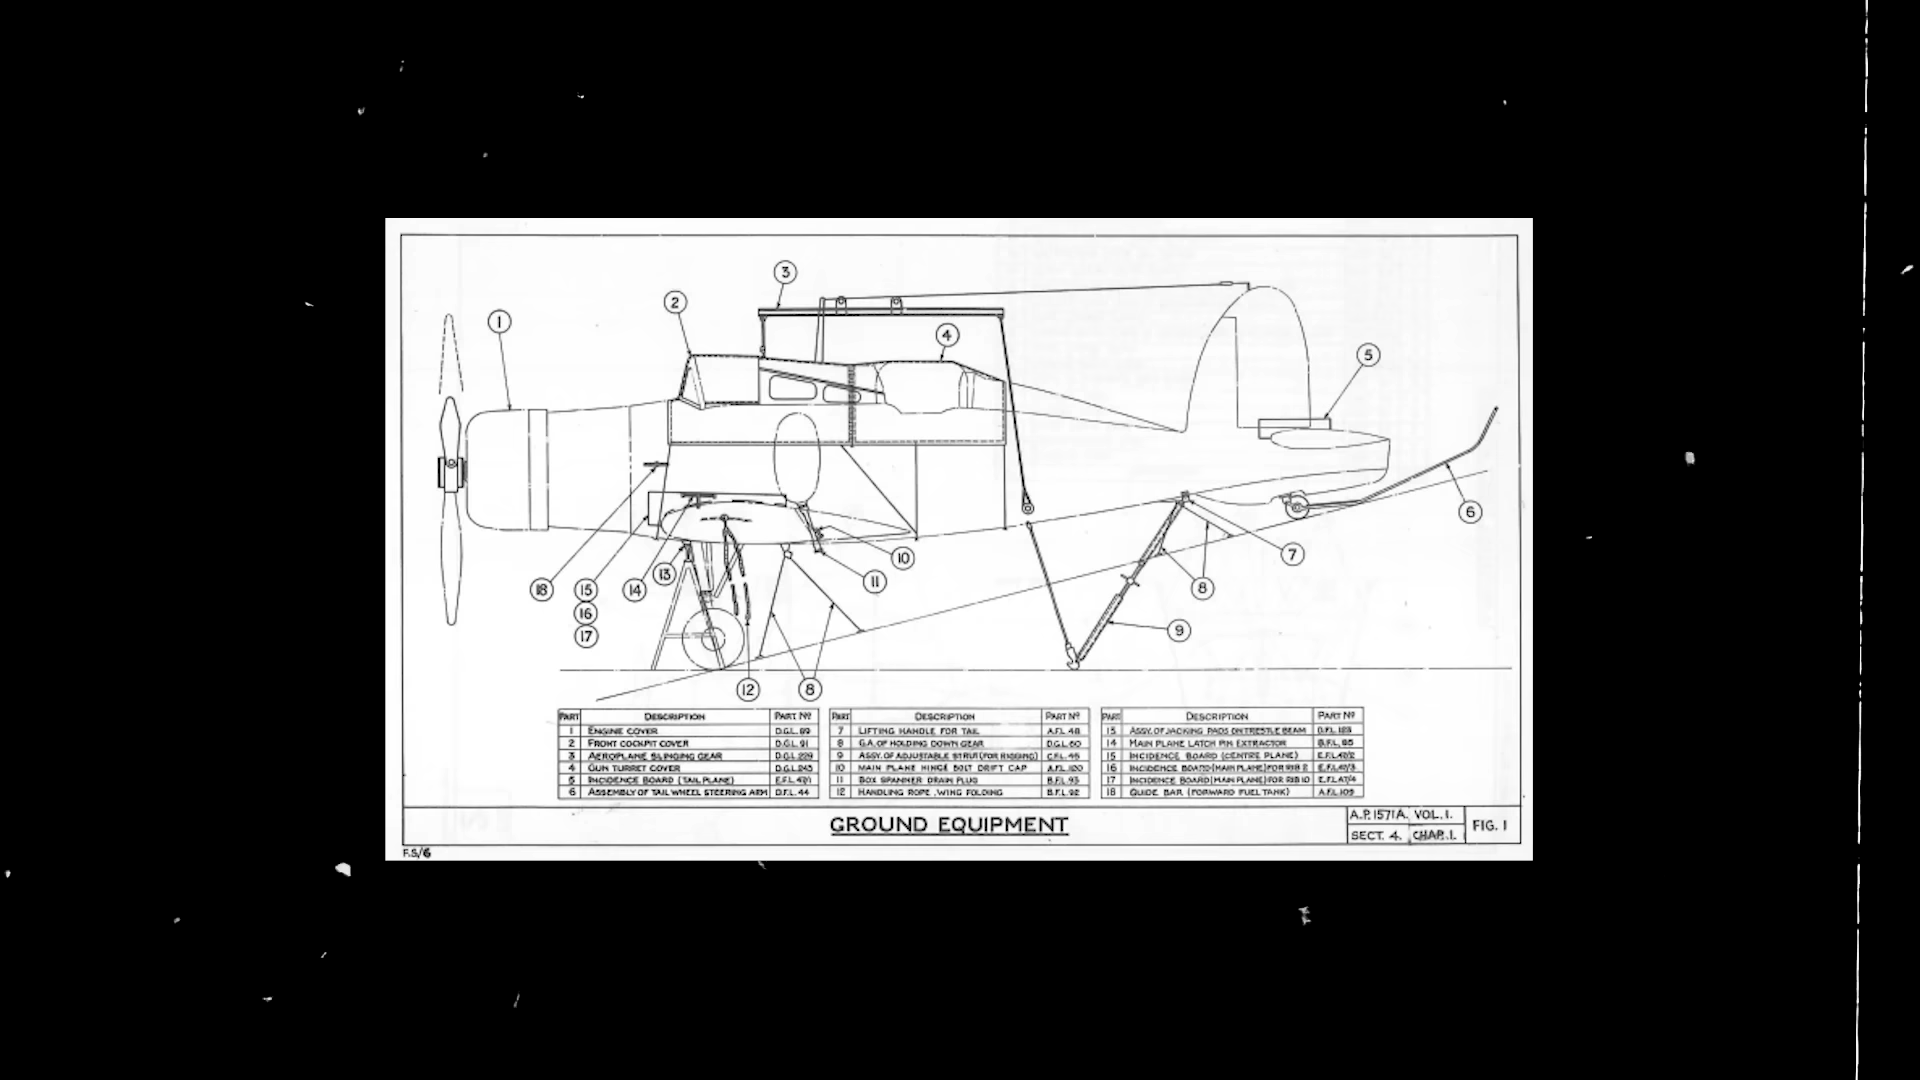 3
2
1
4
5
6
7
8
9
10
11
18
15
16
17
14
13
12
8
PART DESCRIPTION PART Nº
1 ENGINE COVER D.G.L. 89
2 FRONT COCKPIT COVER D.G.L. 91
3 AEROPLANE SLINGING GEAR D.G.L. 229
4 GUN TURRET COVER D.G.L. 243
5 INCIDENCE BOARD (TAIL PLANE) E.F.L. 47/1
6 ASSEMBLY OF TAIL WHEEL STEERING ARM D.F.L. 44
PART DESCRIPTION PART Nº
7 LIFTING HANDLE FOR TAIL A.F.L. 48
8 G.A. OF HOLDING DOWN GEAR D.G.L. 60
9 ASSY. OF ADJUSTABLE STRUT (FOR RIGGING) C.F.L. 45
10 MAIN PLANE HINGE BOLT DRIFT CAP A.F.L. 100
11 BOX SPANNER DRAIN PLUG B.F.L. 93
12 HANDLING ROPE, WING FOLDING B.F.L. 92
PART DESCRIPTION PART Nº
13 ASSY. OF JACKING PADS ON TRESTLE BEAM D.F.L. 123
14 MAIN PLANE LATCH PIN EXTRACTOR B.F.L. 85
15 INCIDENCE BOARD (CENTRE PLANE) E.F.L. 47/2
16 INCIDENCE BOARD (MAIN PLANE) FOR RIB 2 E.F.L. 47/3
17 INCIDENCE BOARD (MAIN PLANE) FOR RIB 10 E.F.L. 47/4
18 GUIDE BAR (FORWARD FUEL TANK) A.F.L. 109
GROUND EQUIPMENT
A.P. 1571A. VOL. I.
SECT. 4. CHAP. I.
FIG. 1
F.S/6